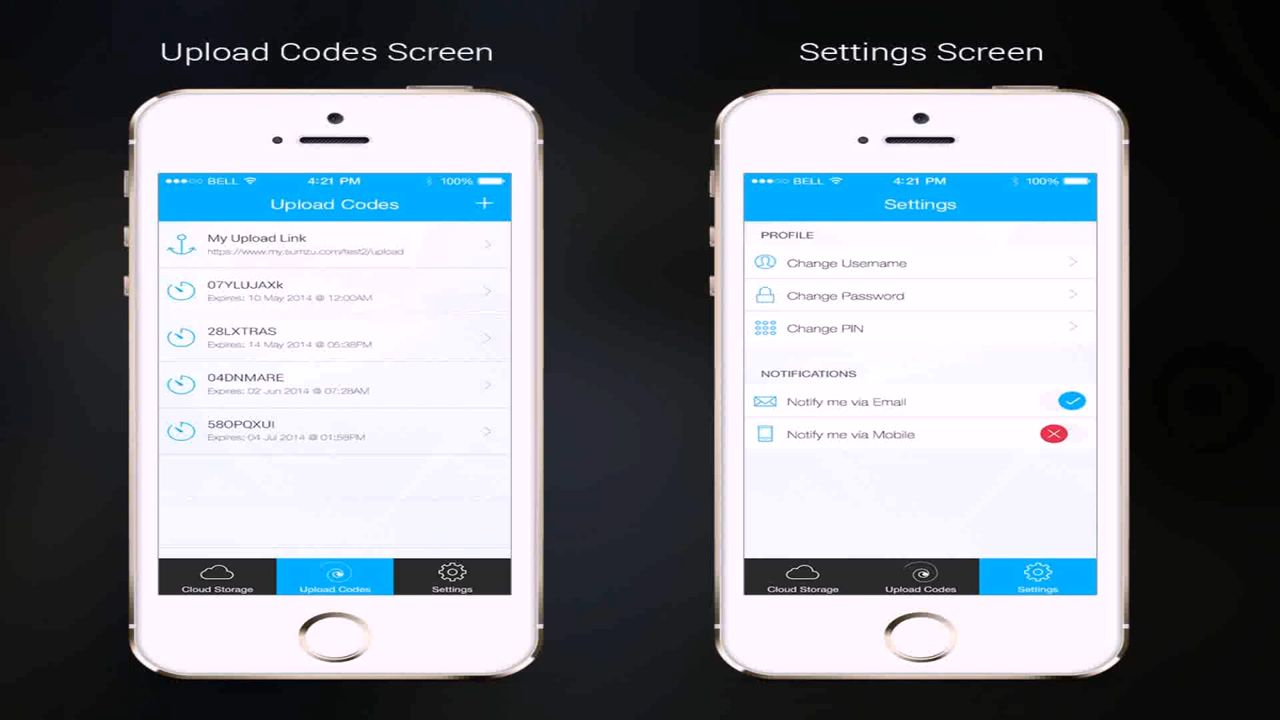 Upload Codes Screen
BELL 4:21 PM 100%
Upload Codes +
My Upload Link
https://www.my.sumzu.com/test2/upload
07YLUJAXk
Expires: 10 May 2014 @ 12:00AM
28LXTRAS
Expires: 14 May 2014 @ 05:38PM
04DNMARE
Expires: 02 Jun 2014 @ 07:28AM
58OPQXUI
Expires: 04 Jul 2014 @ 01:58PM
Cloud Storage Upload Codes Settings
Settings Screen
BELL 4:21 PM 100%
Settings
PROFILE
Change Username
Change Password
Change PIN
NOTIFICATIONS
Notify me via Email
Notify me via Mobile
Cloud Storage Upload Codes Settings